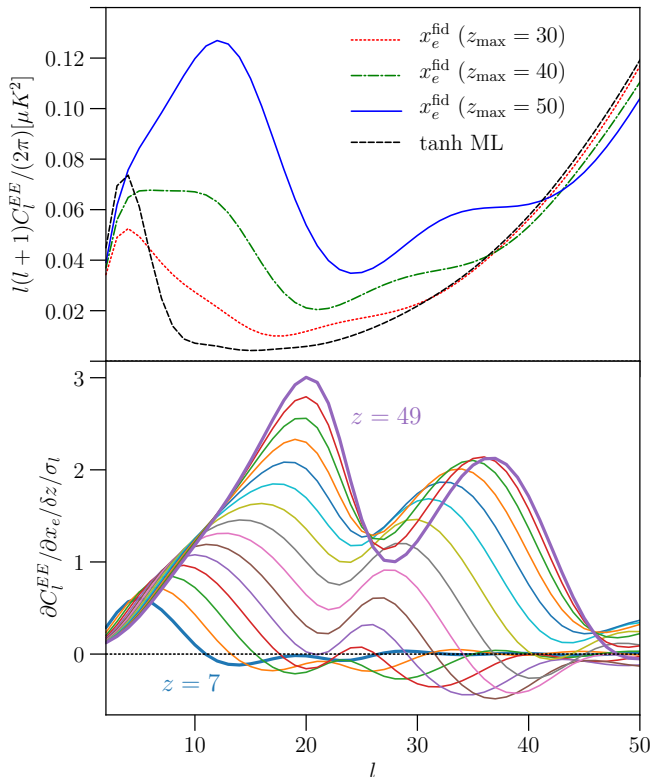 l(l + 1)C_l^{EE}/(2π)[μK^2]
0.12
0.10
0.08
0.06
0.04
0.02
x_e^{fid} (z_max = 30)
x_e^{fid} (z_max = 40)
x_e^{fid} (z_max = 50)
tanh ML
∂C_l^{EE}/∂x_e/δz/σ_l
3
2
1
0
z = 49
z = 7
10
20
30
40
50
l